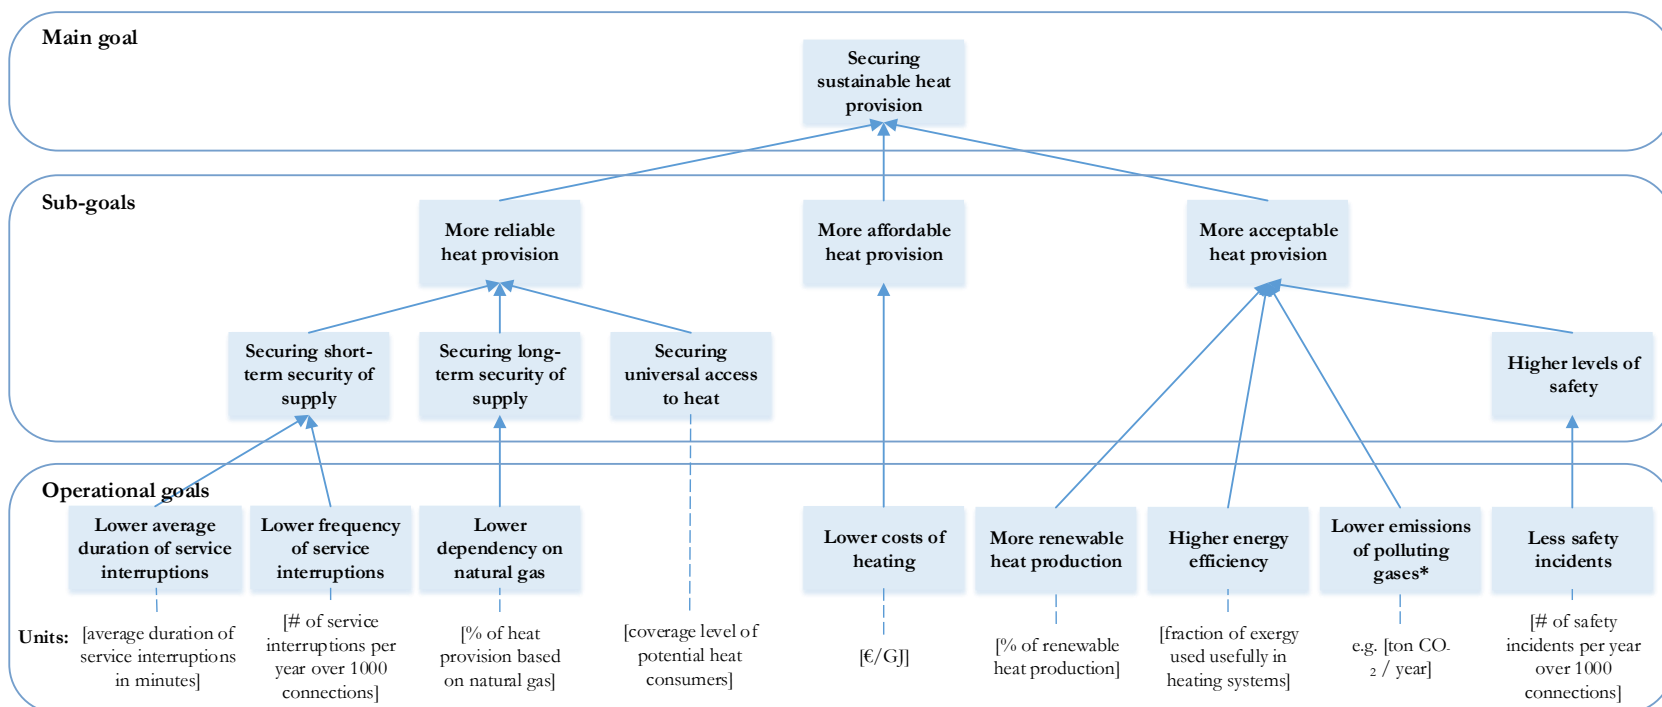 Main goal
Securing
sustainable heat
provision
Sub-goals
More reliable
heat provision
More affordable
heat provision
More acceptable
heat provision
Securing short-
term security of
supply
Securing long-
term security of
supply
Securing
universal access
to heat
Higher levels of
safety
Operational goals
Lower average
duration of service
interruptions
Lower frequency
of service
interruptions
Lower
dependency on
natural gas
Lower costs of
heating
More renewable
heat production
Higher energy
efficiency
Lower emissions
of polluting
gases*
Less safety
incidents
Units:
[average duration of
service interruptions
in minutes]
[# of service
interruptions per
year over 1000
connections]
[% of heat
provision based
on natural gas]
[coverage level of
potential heat
consumers]
[€/GJ]
[% of renewable
heat production]
[fraction of exergy
used usefully in
heating systems]
e.g. [ton CO-
2 / year]
[# of safety
incidents per year
over 1000
connections]